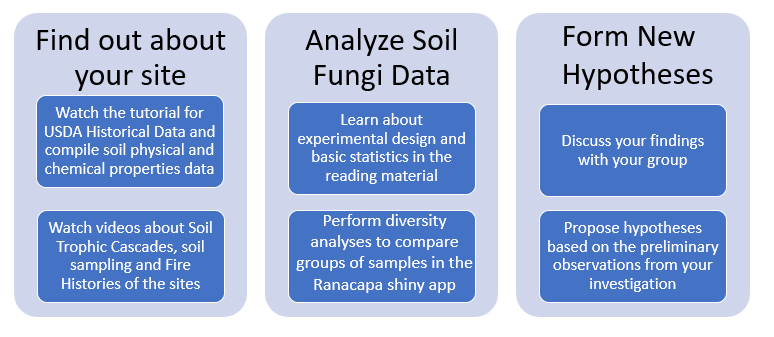 Find out about
your site
Watch the tutorial for
USDA Historical Data and
compile soil physical and
chemical properties data
Watch videos about Soil
Trophic Cascades, soil
sampling and Fire
Histories of the sites
Analyze Soil
Fungi Data
Learn about
experimental design and
basic statistics in the
reading material
Perform diversity
analyses to compare
groups of samples in the
Ranacapa shiny app
Form New
Hypotheses
Discuss your findings
with your group
Propose hypotheses
based on the preliminary
observations from your
investigation